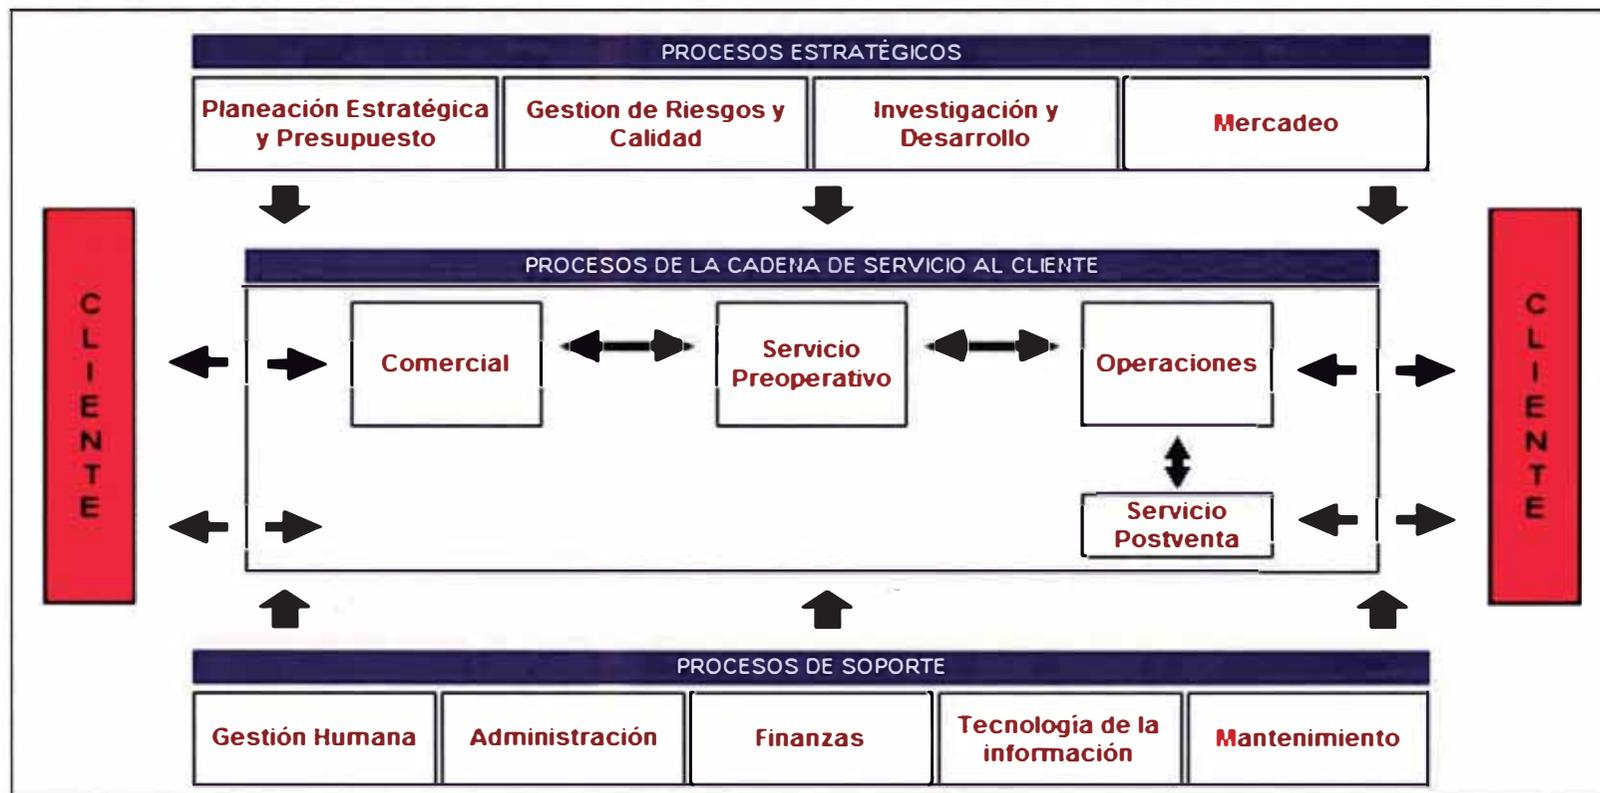 PROCESOS ESTRATÉGICOS
Planeación Estratégica
y Presupuesto
Gestion de Riesgos y
Calidad
Investigación y
Desarrollo
Mercadeo
CLIENTE
PROCESOS DE LA CADENA DE SERVICIO AL CLIENTE
Comercial
Servicio
Preoperativo
Operaciones
Servicio
Postventa
CLIENTE
PROCESOS DE SOPORTE
Gestión Humana
Administración
Finanzas
Tecnología de la
información
Mantenimiento